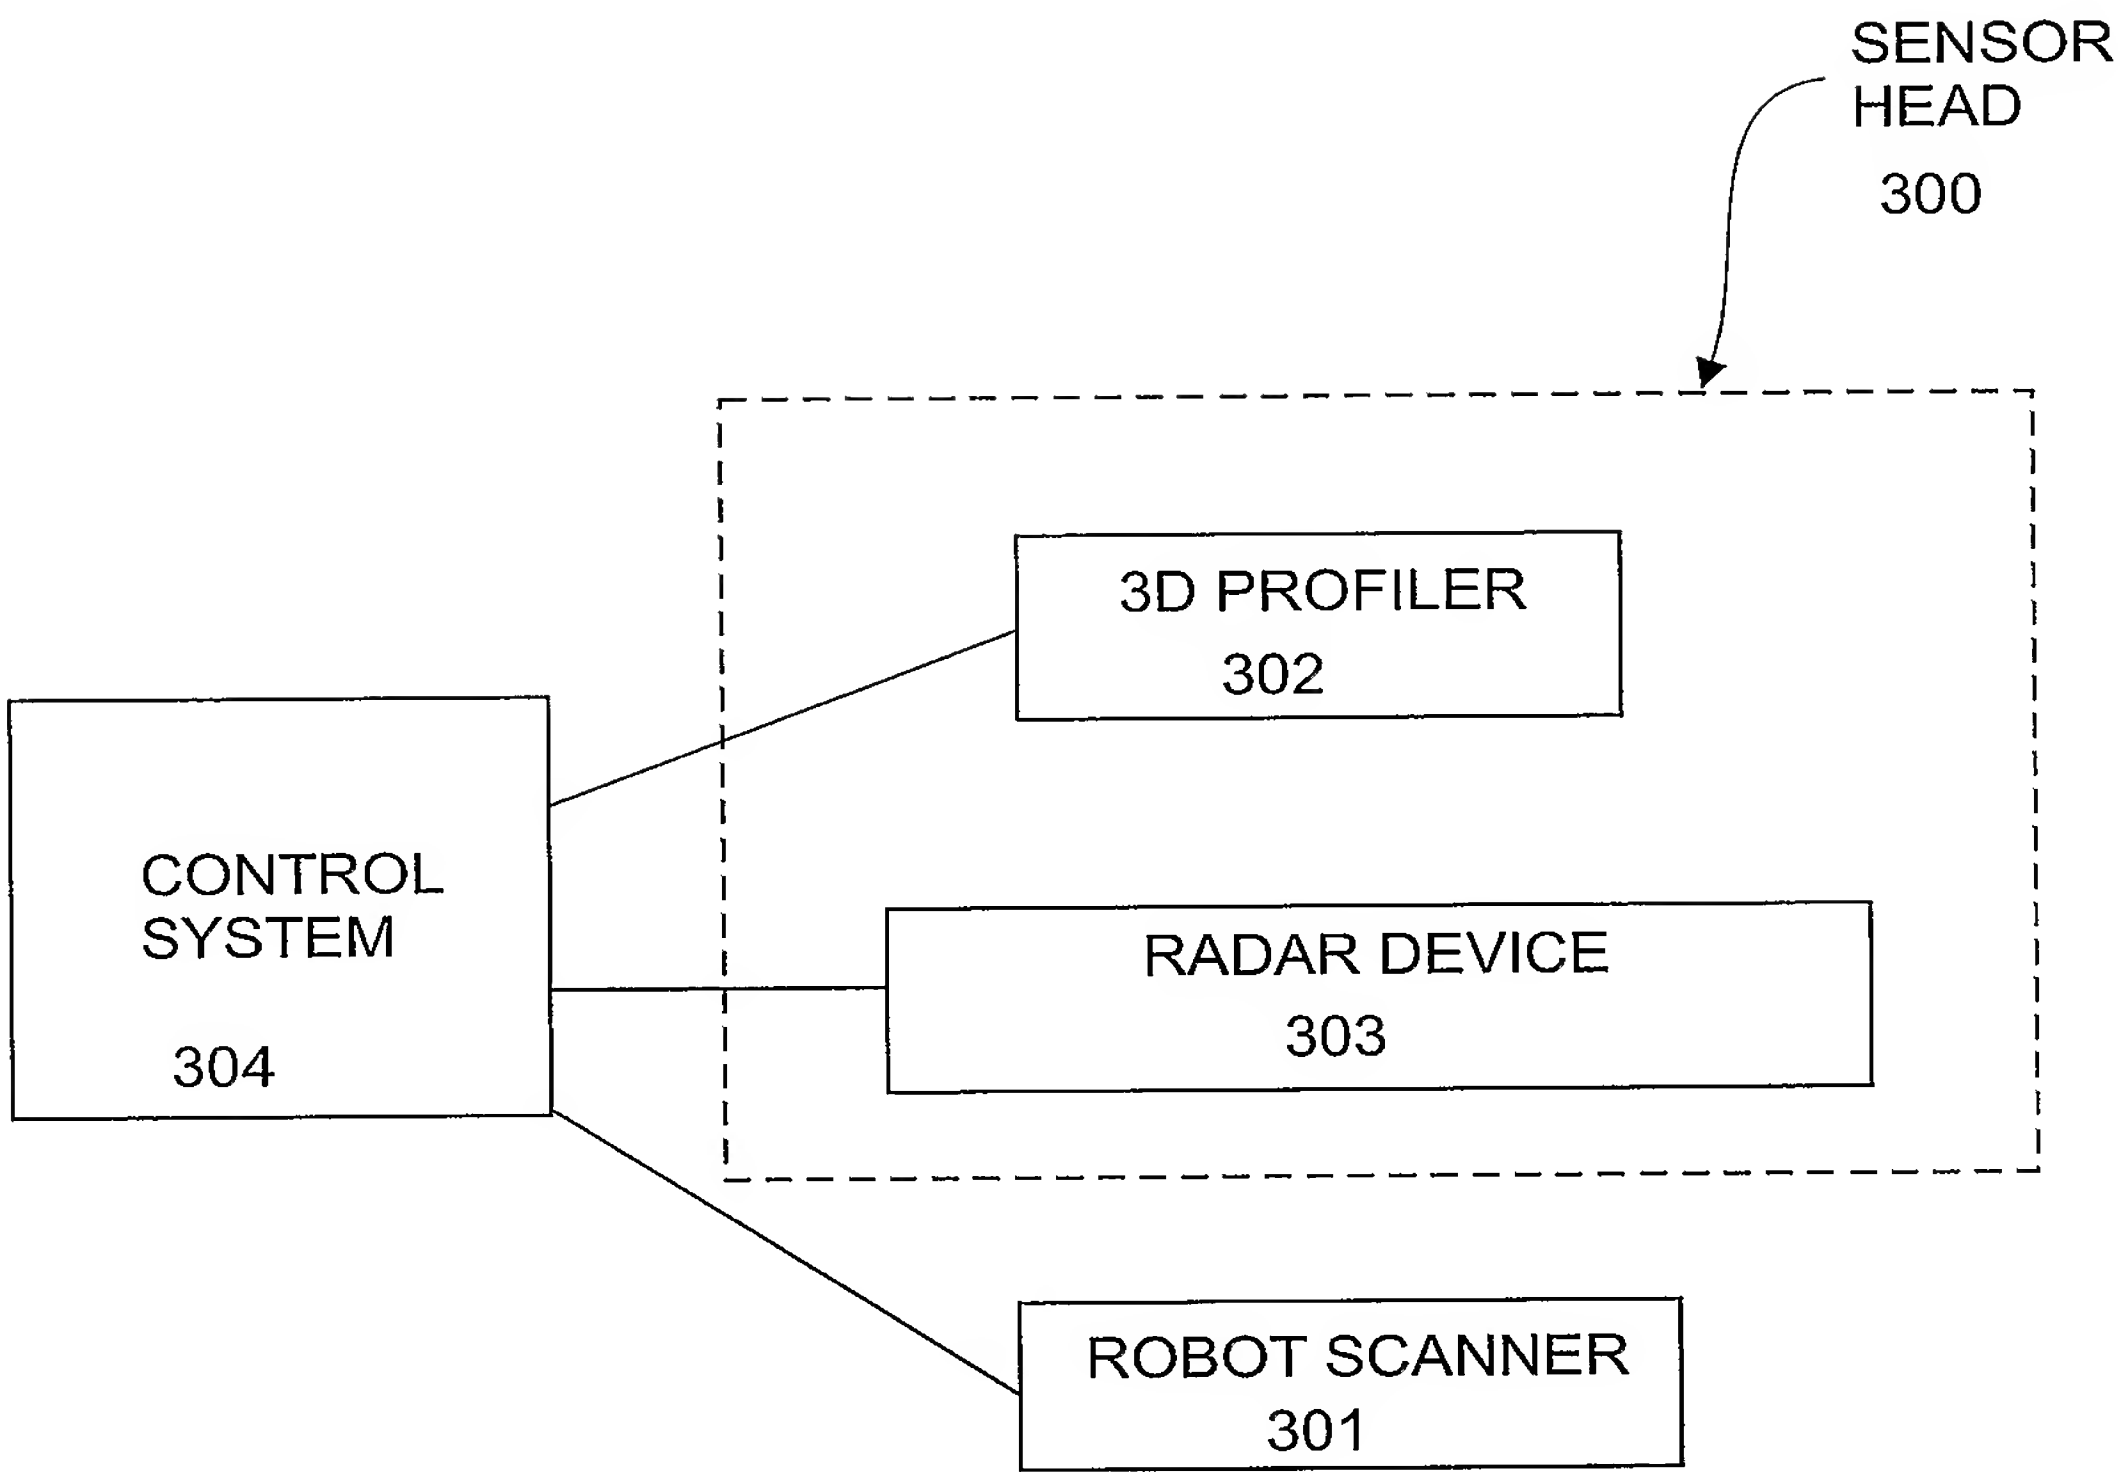 SENSOR
HEAD
300
3D PROFILER
302
CONTROL
SYSTEM
304
RADAR DEVICE
303
ROBOT SCANNER
301